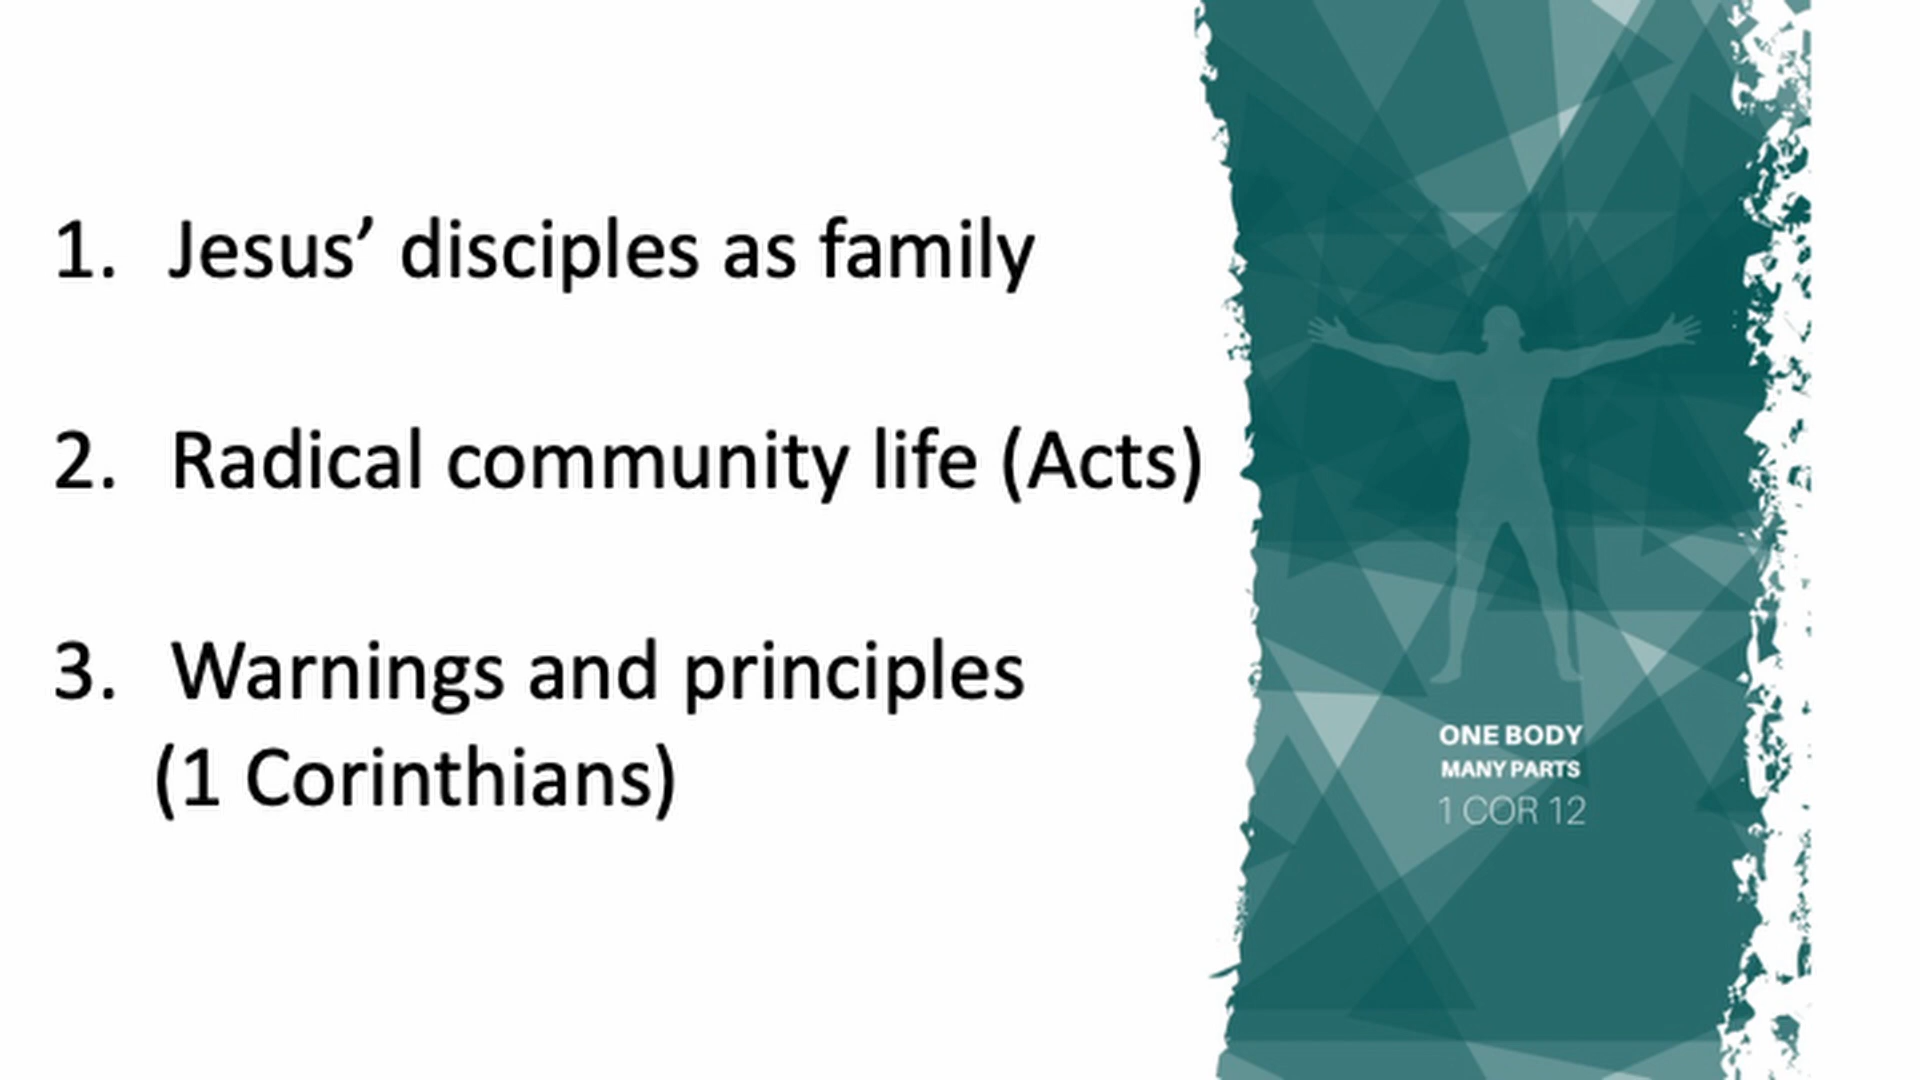 1. Jesus’ disciples as family
2. Radical community life (Acts)
3. Warnings and principles
(1 Corinthians)
ONE BODY
MANY PARTS
1 COR 12